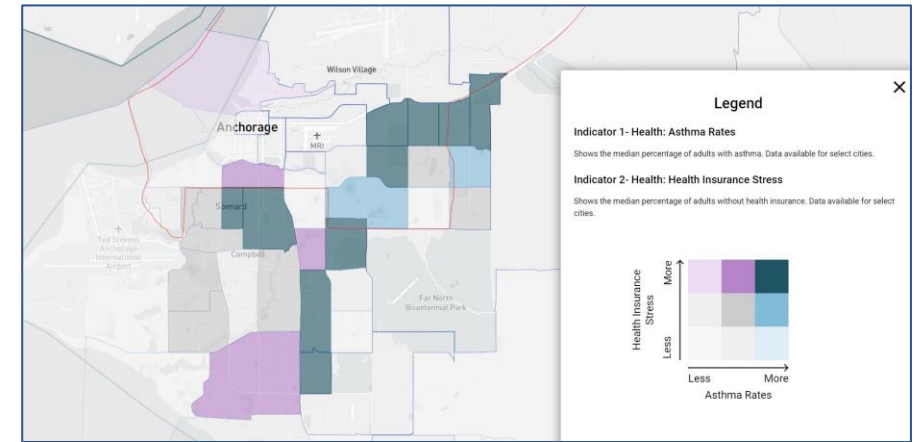 Wilson Village
Anchorage
MRI
Spenard
Ted Stevens
Anchorage
International
Airport
Campbell
Far North
Bicentennial Park
Legend
Indicator 1- Health: Asthma Rates
Shows the median percentage of adults with asthma. Data available for select cities.
Indicator 2- Health: Health Insurance Stress
Shows the median percentage of adults without health insurance. Data available for select
cities.
Health Insurance
Stress
More
Less
Less
More
Asthma Rates